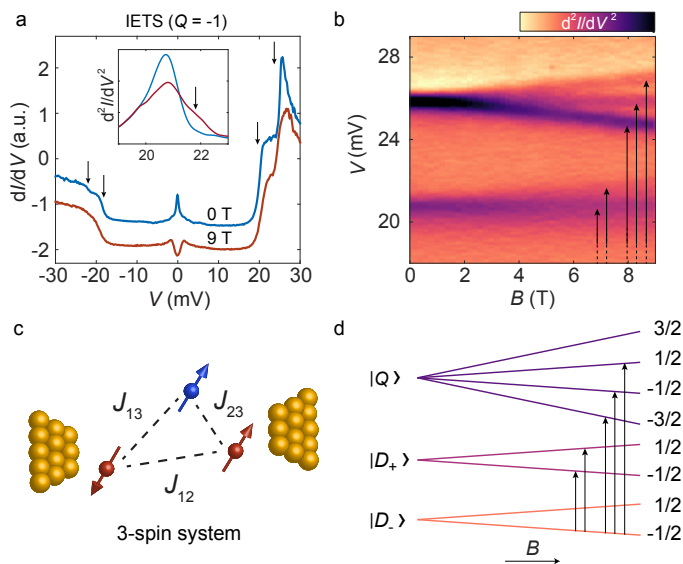 a
IETS (Q = -1)
dI/dV (a.u.)
2
1
0
-1
-2
d²I/dV²
20
22
0 T
9 T
-30
-20
-10
0
10
20
30
V (mV)
b
d²I/dV²
V (mV)
28
24
20
0
2
4
6
8
B (T)
c
J13
J23
J12
3-spin system
d
3/2
1/2
|Q⟩
-1/2
-3/2
1/2
|D+⟩
-1/2
1/2
|D-⟩
-1/2
B